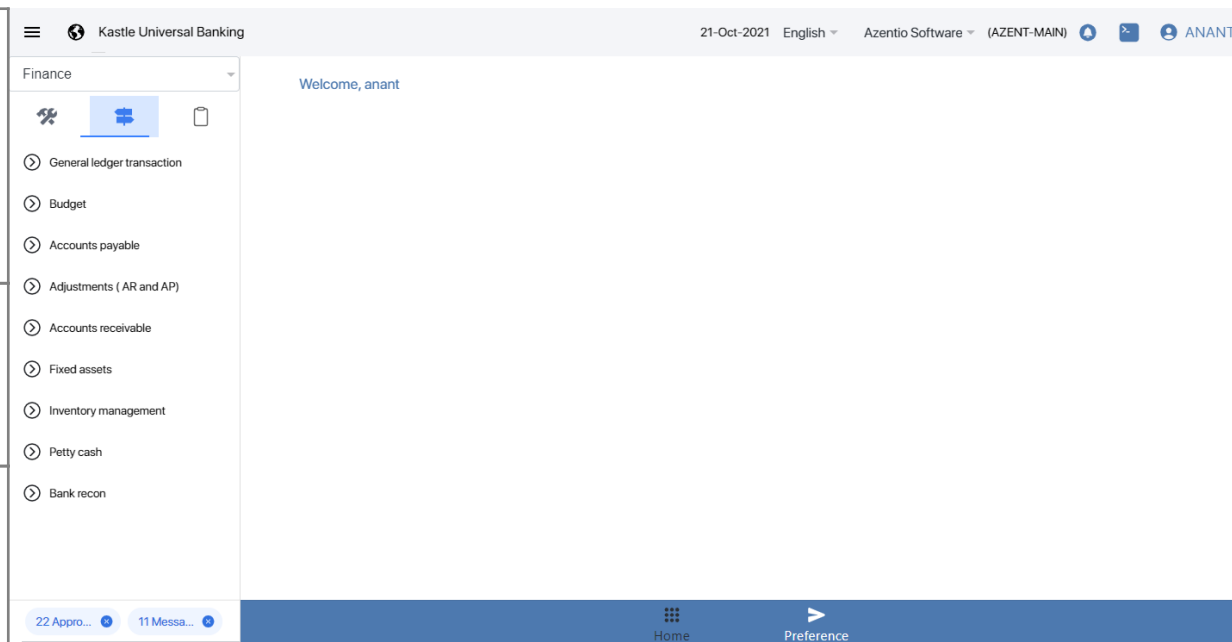 Kastle Universal Banking
21-Oct-2021 English Azentio Software (AZENT-MAIN) ANANT
Finance
Welcome, anant
General ledger transaction
Budget
Accounts payable
Adjustments ( AR and AP)
Accounts receivable
Fixed assets
Inventory management
Petty cash
Bank recon
22 Appro... 11 Messa...
Home Preference